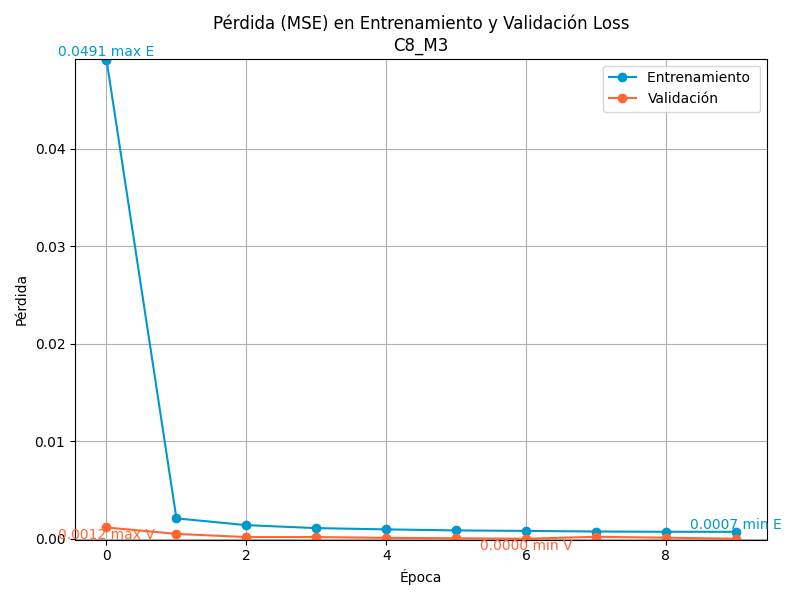 Pérdida (MSE) en Entrenamiento y Validación Loss
C8_M3
0.0491 max E
Entrenamiento
Validación
0.04
0.03
0.02
0.01
0.00
Pérdida
0.0012 max V
0.0000 min V
0.0007 min E
0 2 4 6 8
Época